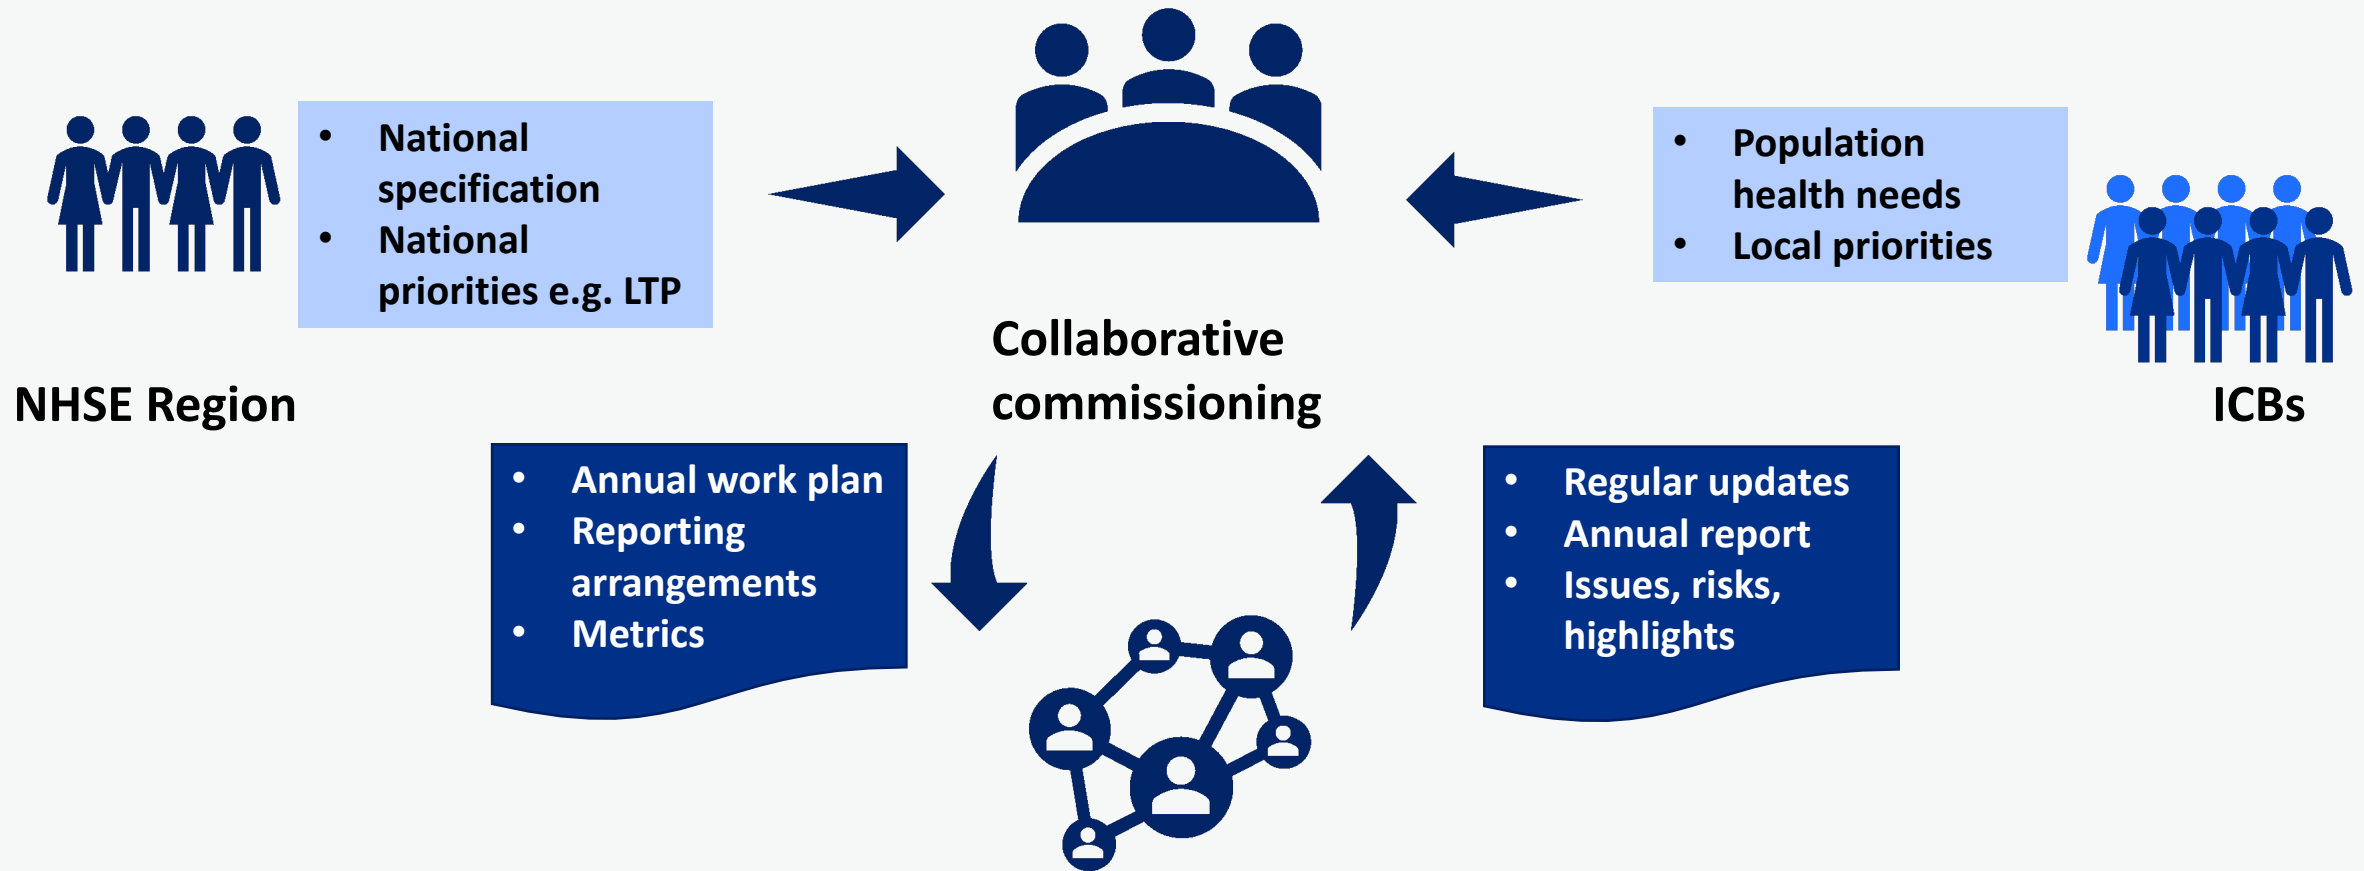 • National
specification
• National
priorities e.g. LTP
NHSE Region
Collaborative
commissioning
• Population
health needs
• Local priorities
ICBs
• Annual work plan
• Reporting
arrangements
• Metrics
• Regular updates
• Annual report
• Issues, risks,
highlights